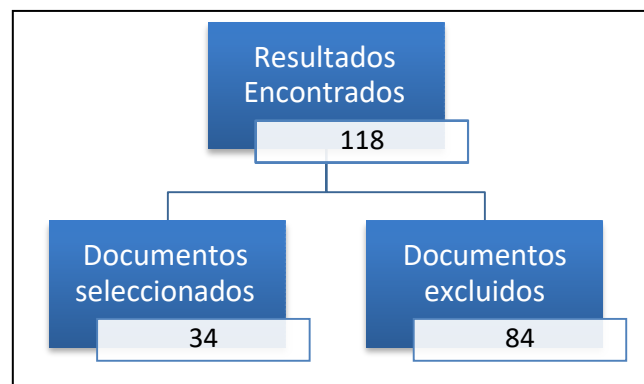 Resultados
Encontrados
118
Documentos
seleccionados
34
Documentos
excluidos
84